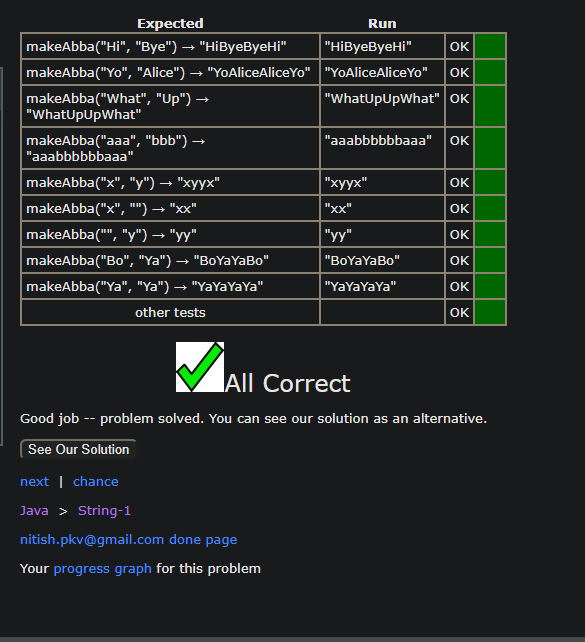 Expected Run
makeAbba("Hi", "Bye") → "HiByeByeHi" "HiByeByeHi" OK
makeAbba("Yo", "Alice") → "YoAliceAliceYo" "YoAliceAliceYo" OK
makeAbba("What", "Up") → "WhatUpUpWhat" OK
"WhatUpUpWhat"
makeAbba("aaa", "bbb") → "aaabbbbbbaaa" OK
"aaabbbbbbaaa"
makeAbba("x", "y") → "xyyx" "xyyx" OK
makeAbba("x", "") → "xx" "xx" OK
makeAbba("", "y") → "yy" "yy" OK
makeAbba("Bo", "Ya") → "BoYaYaBo" "BoYaYaBo" OK
makeAbba("Ya", "Ya") → "YaYaYaYa" "YaYaYaYa" OK
other tests OK
All Correct
Good job -- problem solved. You can see our solution as an alternative.
See Our Solution
next | chance
Java > String-1
nitish.pkv@gmail.com done page
Your progress graph for this problem